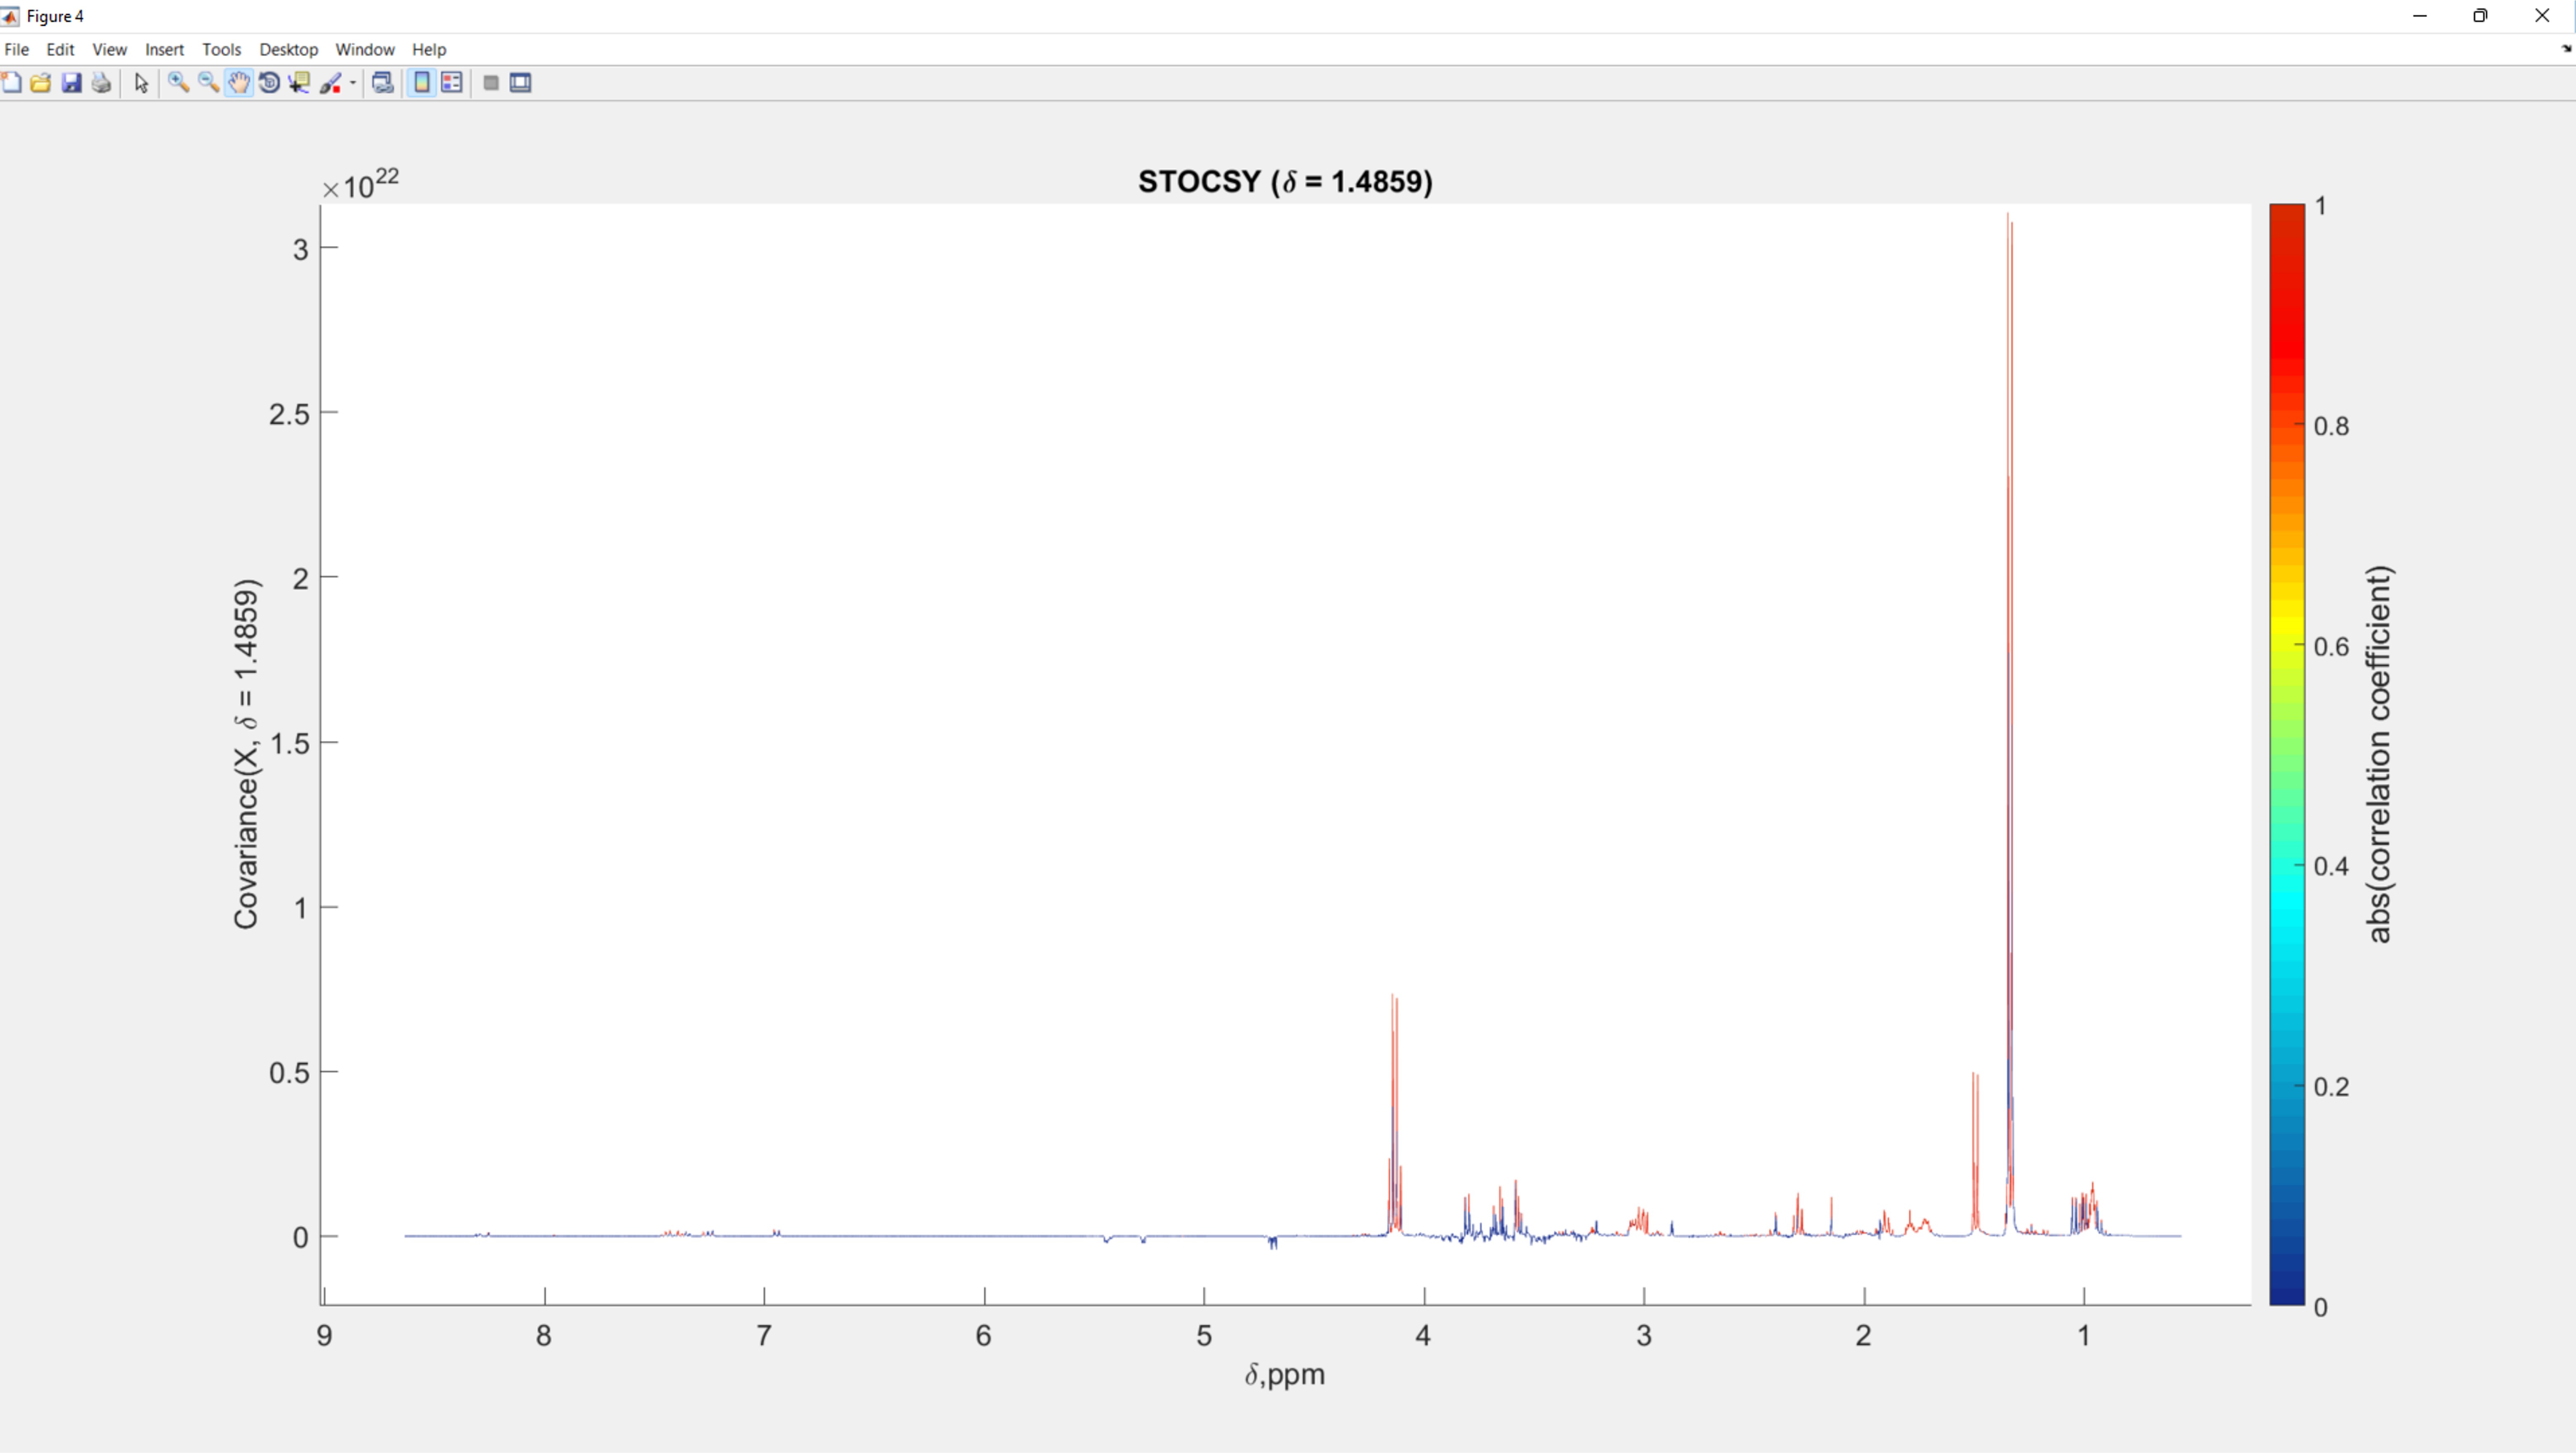 Figure 4
File Edit View Insert Tools Desktop Window Help
×10²²
STOCSY (δ = 1.4859)
3
2.5
2
1.5
1
0.5
0
Covariance(X, δ = 1.4859)
9 8 7 6 5 4 3 2 1
δ,ppm
1
0.8
0.6
0.4
0.2
0
abs(correlation coefficient)